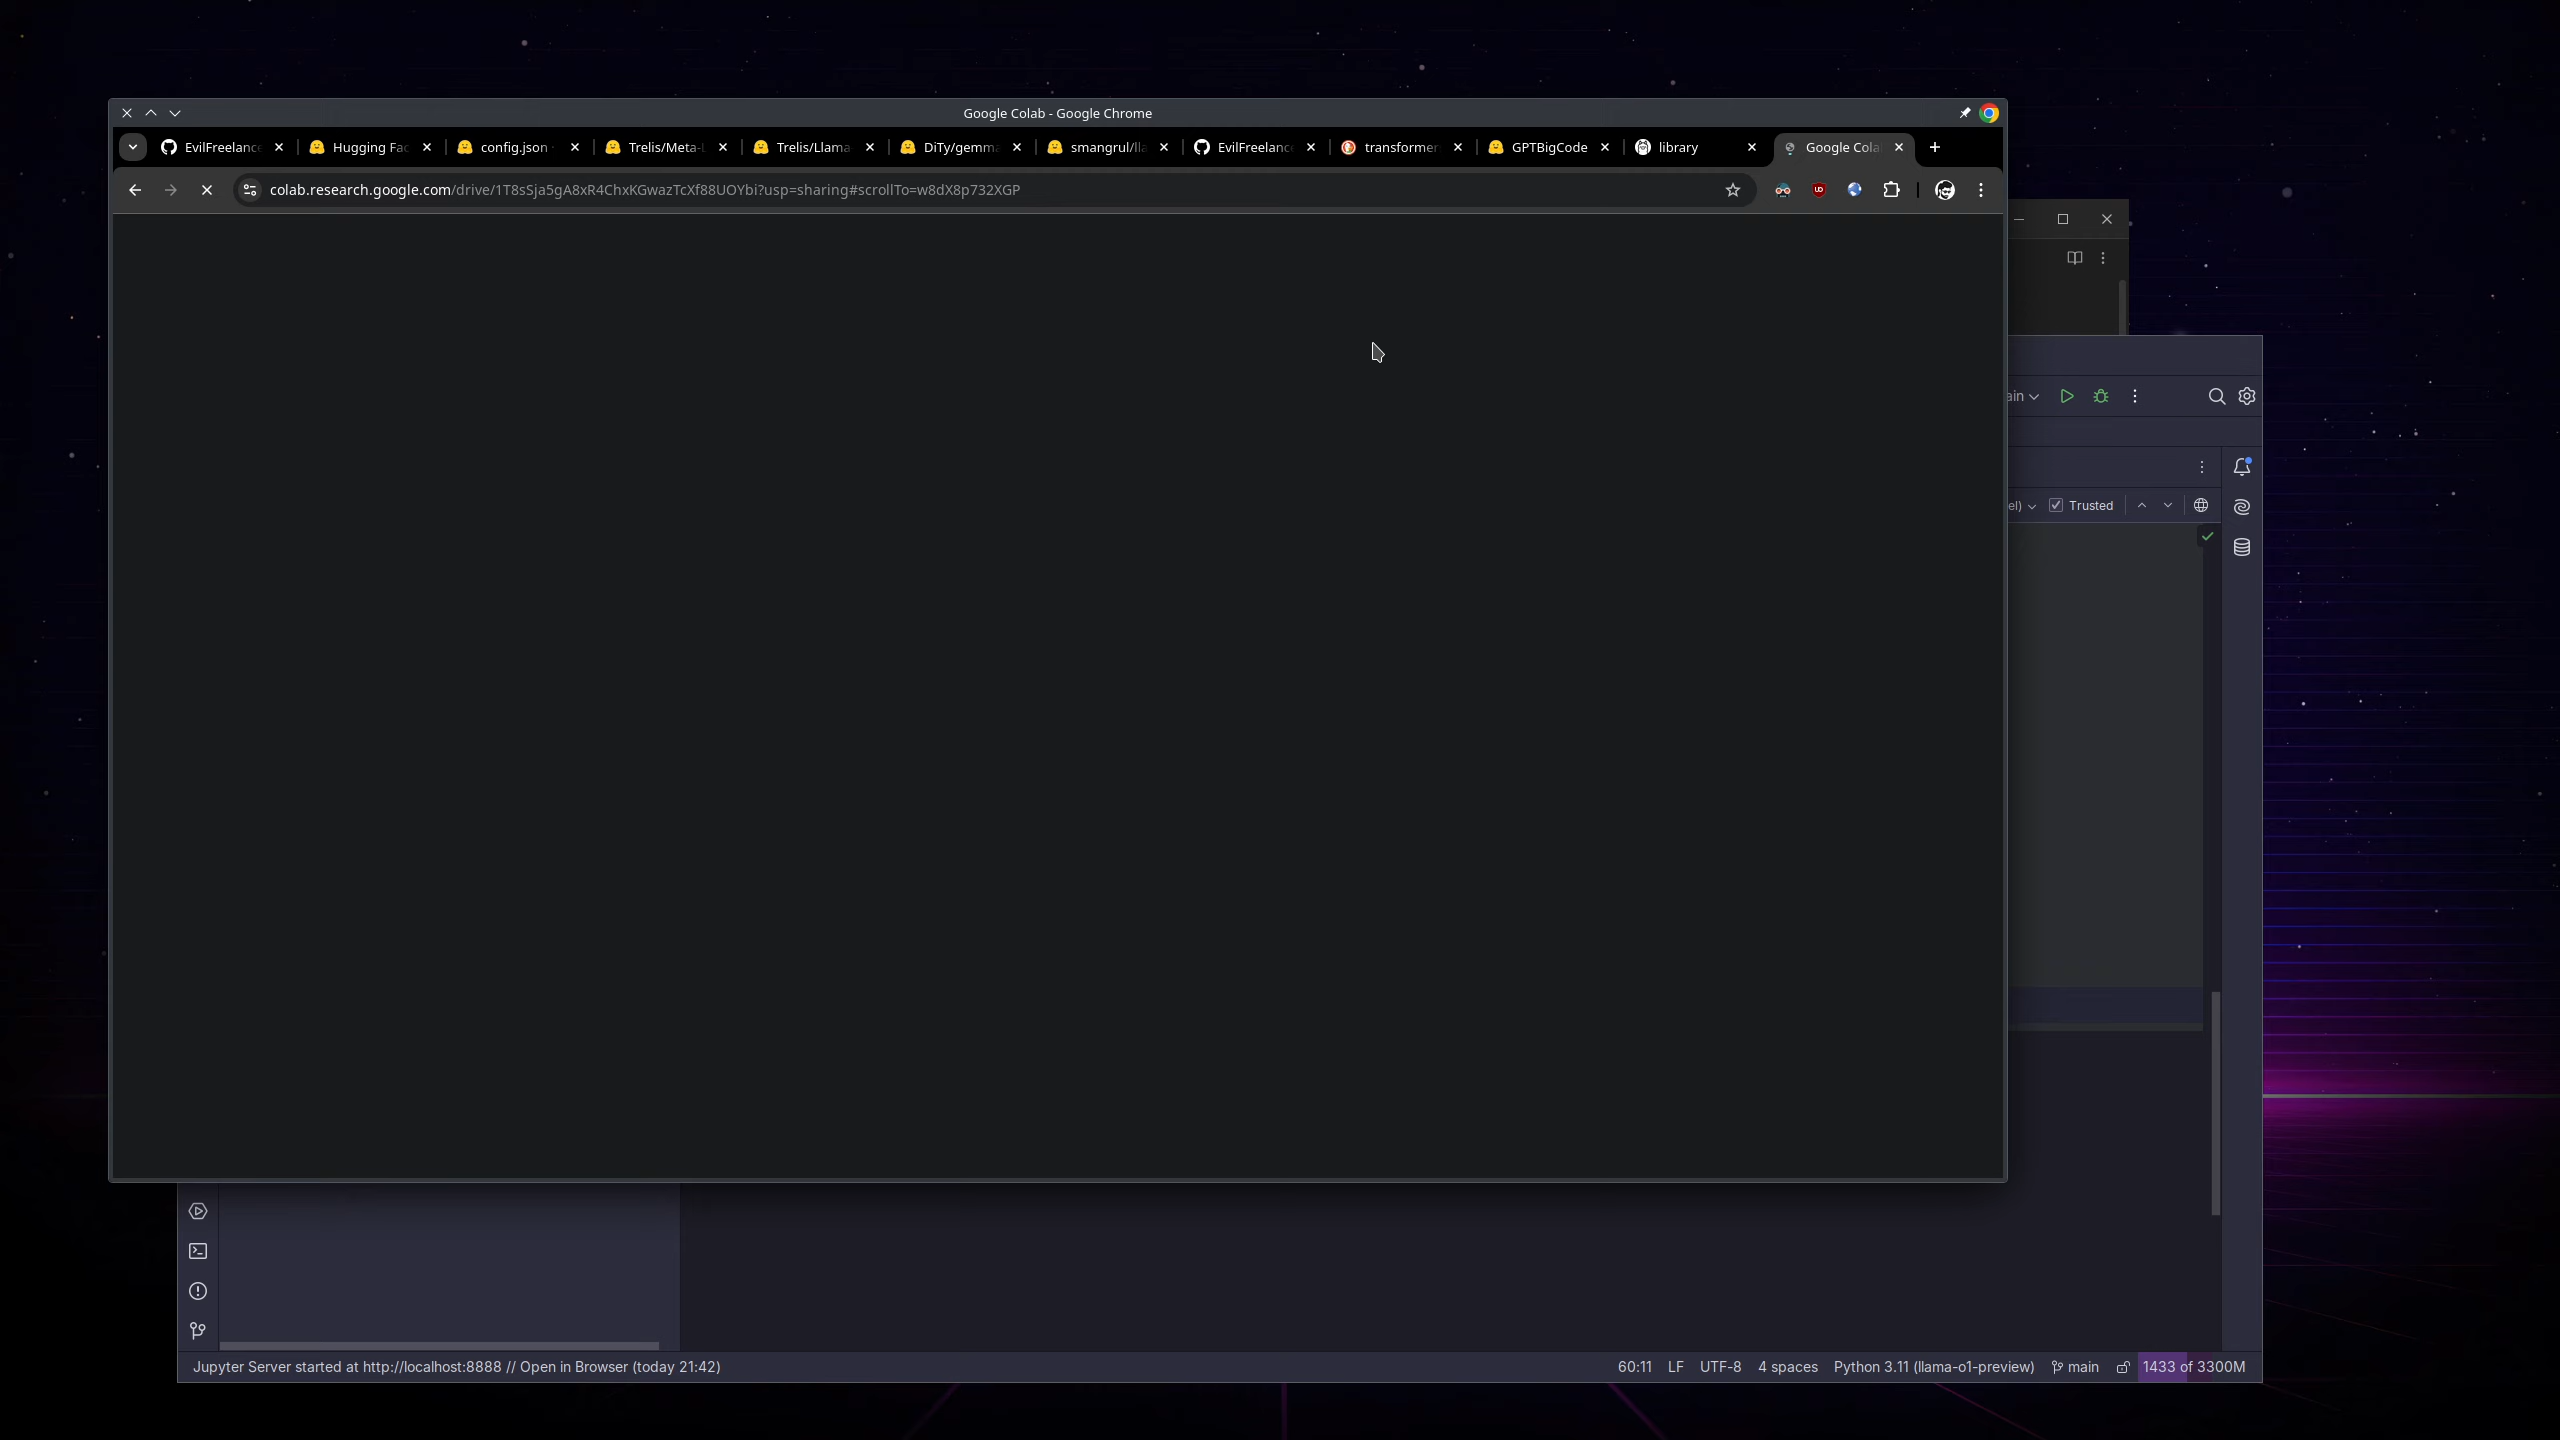 Google Colab - Google Chrome
EvilFreelance
Hugging Fac
config.json
Trelis/Meta-L
Trelis/Llama
DiTy/gemma
smangrul/lla
EvilFreelance
transformer
GPTBigCode
library
Google Cola
colab.research.google.com/drive/1T8sSja5gA8xR4ChxKGwazTcXf88UOYbi?usp=sharing#scrollTo=w8dX8p732XGP
ain
el) Trusted
Jupyter Server started at http://localhost:8888 // Open in Browser (today 21:42)
60:11 LF UTF-8 4 spaces Python 3.11 (llama-o1-preview) main 1433 of 3300M